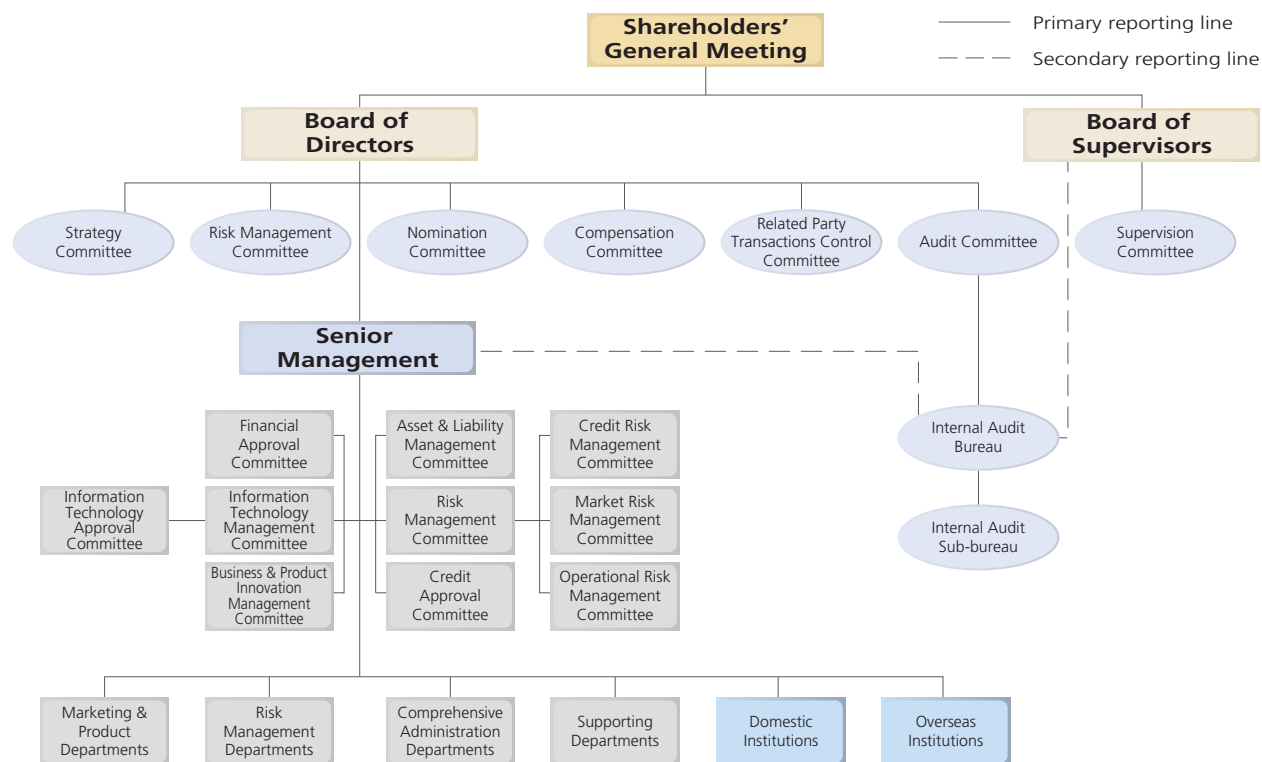 Shareholders’
General Meeting
Primary reporting line
Secondary reporting line
Board of
Directors
Board of
Supervisors
Strategy
Committee
Risk Management
Committee
Nomination
Committee
Compensation
Committee
Related Party
Transactions Control
Committee
Audit Committee
Supervision
Committee
Senior
Management
Financial
Approval
Committee
Asset & Liability
Management
Committee
Credit Risk
Management
Committee
Internal Audit
Bureau
Information
Technology
Approval
Committee
Information
Technology
Management
Committee
Risk
Management
Committee
Market Risk
Management
Committee
Internal Audit
Sub-bureau
Business & Product
Innovation
Management
Committee
Credit
Approval
Committee
Operational Risk
Management
Committee
Marketing &
Product
Departments
Risk
Management
Departments
Comprehensive
Administration
Departments
Supporting
Departments
Domestic
Institutions
Overseas
Institutions